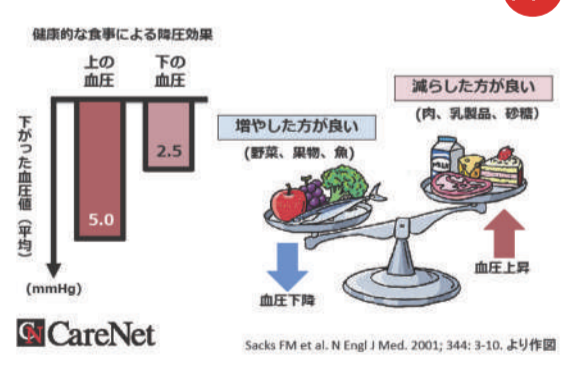 健康的な食事による降圧効果
上の
血圧
下の
血圧
下がった血圧値（平均）
5.0
2.5
(mmHg)
増やした方が良い
(野菜、果物、魚)
減らした方が良い
(肉、乳製品、砂糖)
MILK
血圧下降
血圧上昇
CN CareNet
Sacks FM et al. N Engl J Med. 2001; 344: 3-10. より作図